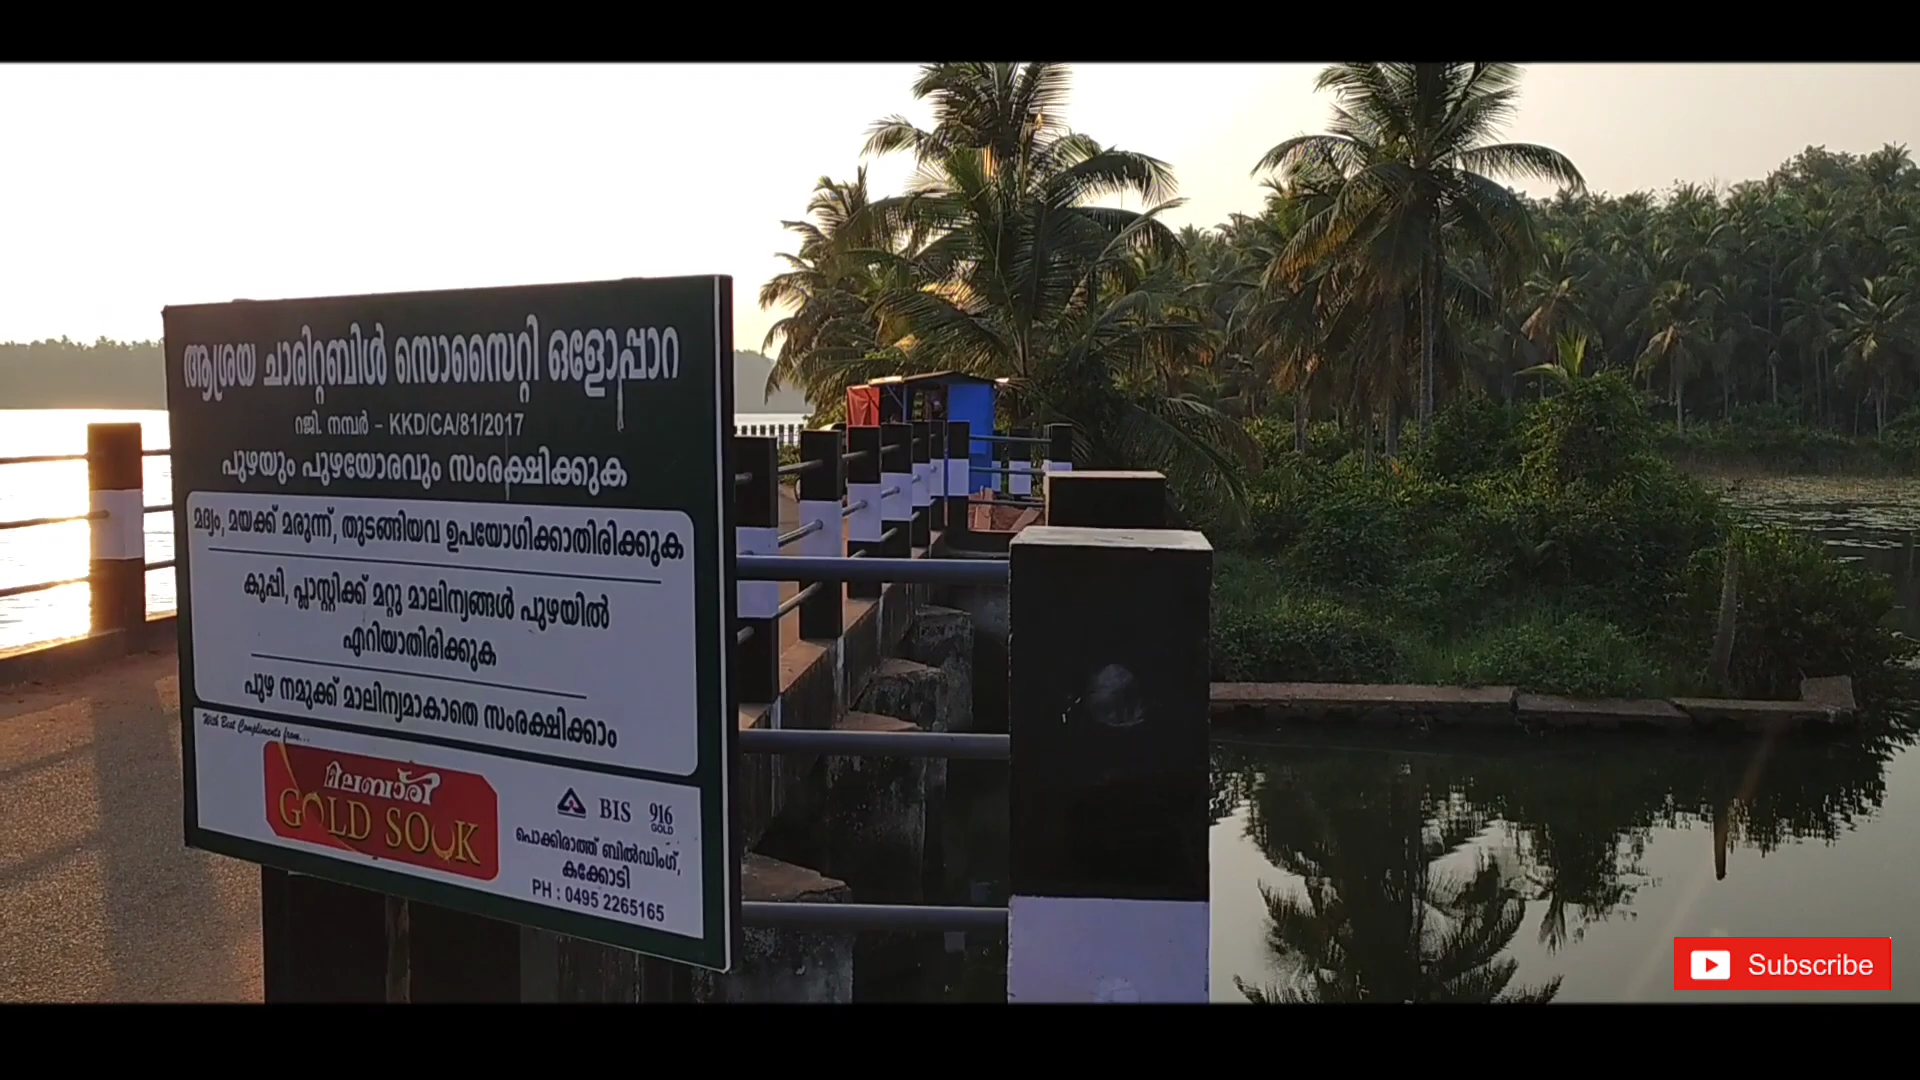 ആശ്രയ ചാരിറ്റബിൾ സൊസൈറ്റി ഒളോപ്പാറ
റജി. നമ്പർ - KKD/CA/81/2017
പുഴയും പുഴയോരവും സംരക്ഷിക്കുക
മദ്യം, മയക്ക് മരുന്ന്, തുടങ്ങിയവ ഉപയോഗിക്കാതിരിക്കുക
കുപ്പി, പ്ലാസ്റ്റിക്ക് മറ്റു മാലിന്യങ്ങൾ പുഴയിൽ
എറിയാതിരിക്കുക
പുഴ നമുക്ക് മാലിന്യമാകാതെ സംരക്ഷിക്കാം
With Best Compliments from...
മലബാർ
GOLD SOUK
BIS 916
GOLD
പൊക്കിരാത്ത് ബിൽഡിംഗ്,
കക്കോടി
PH : 0495 2265165
Subscribe